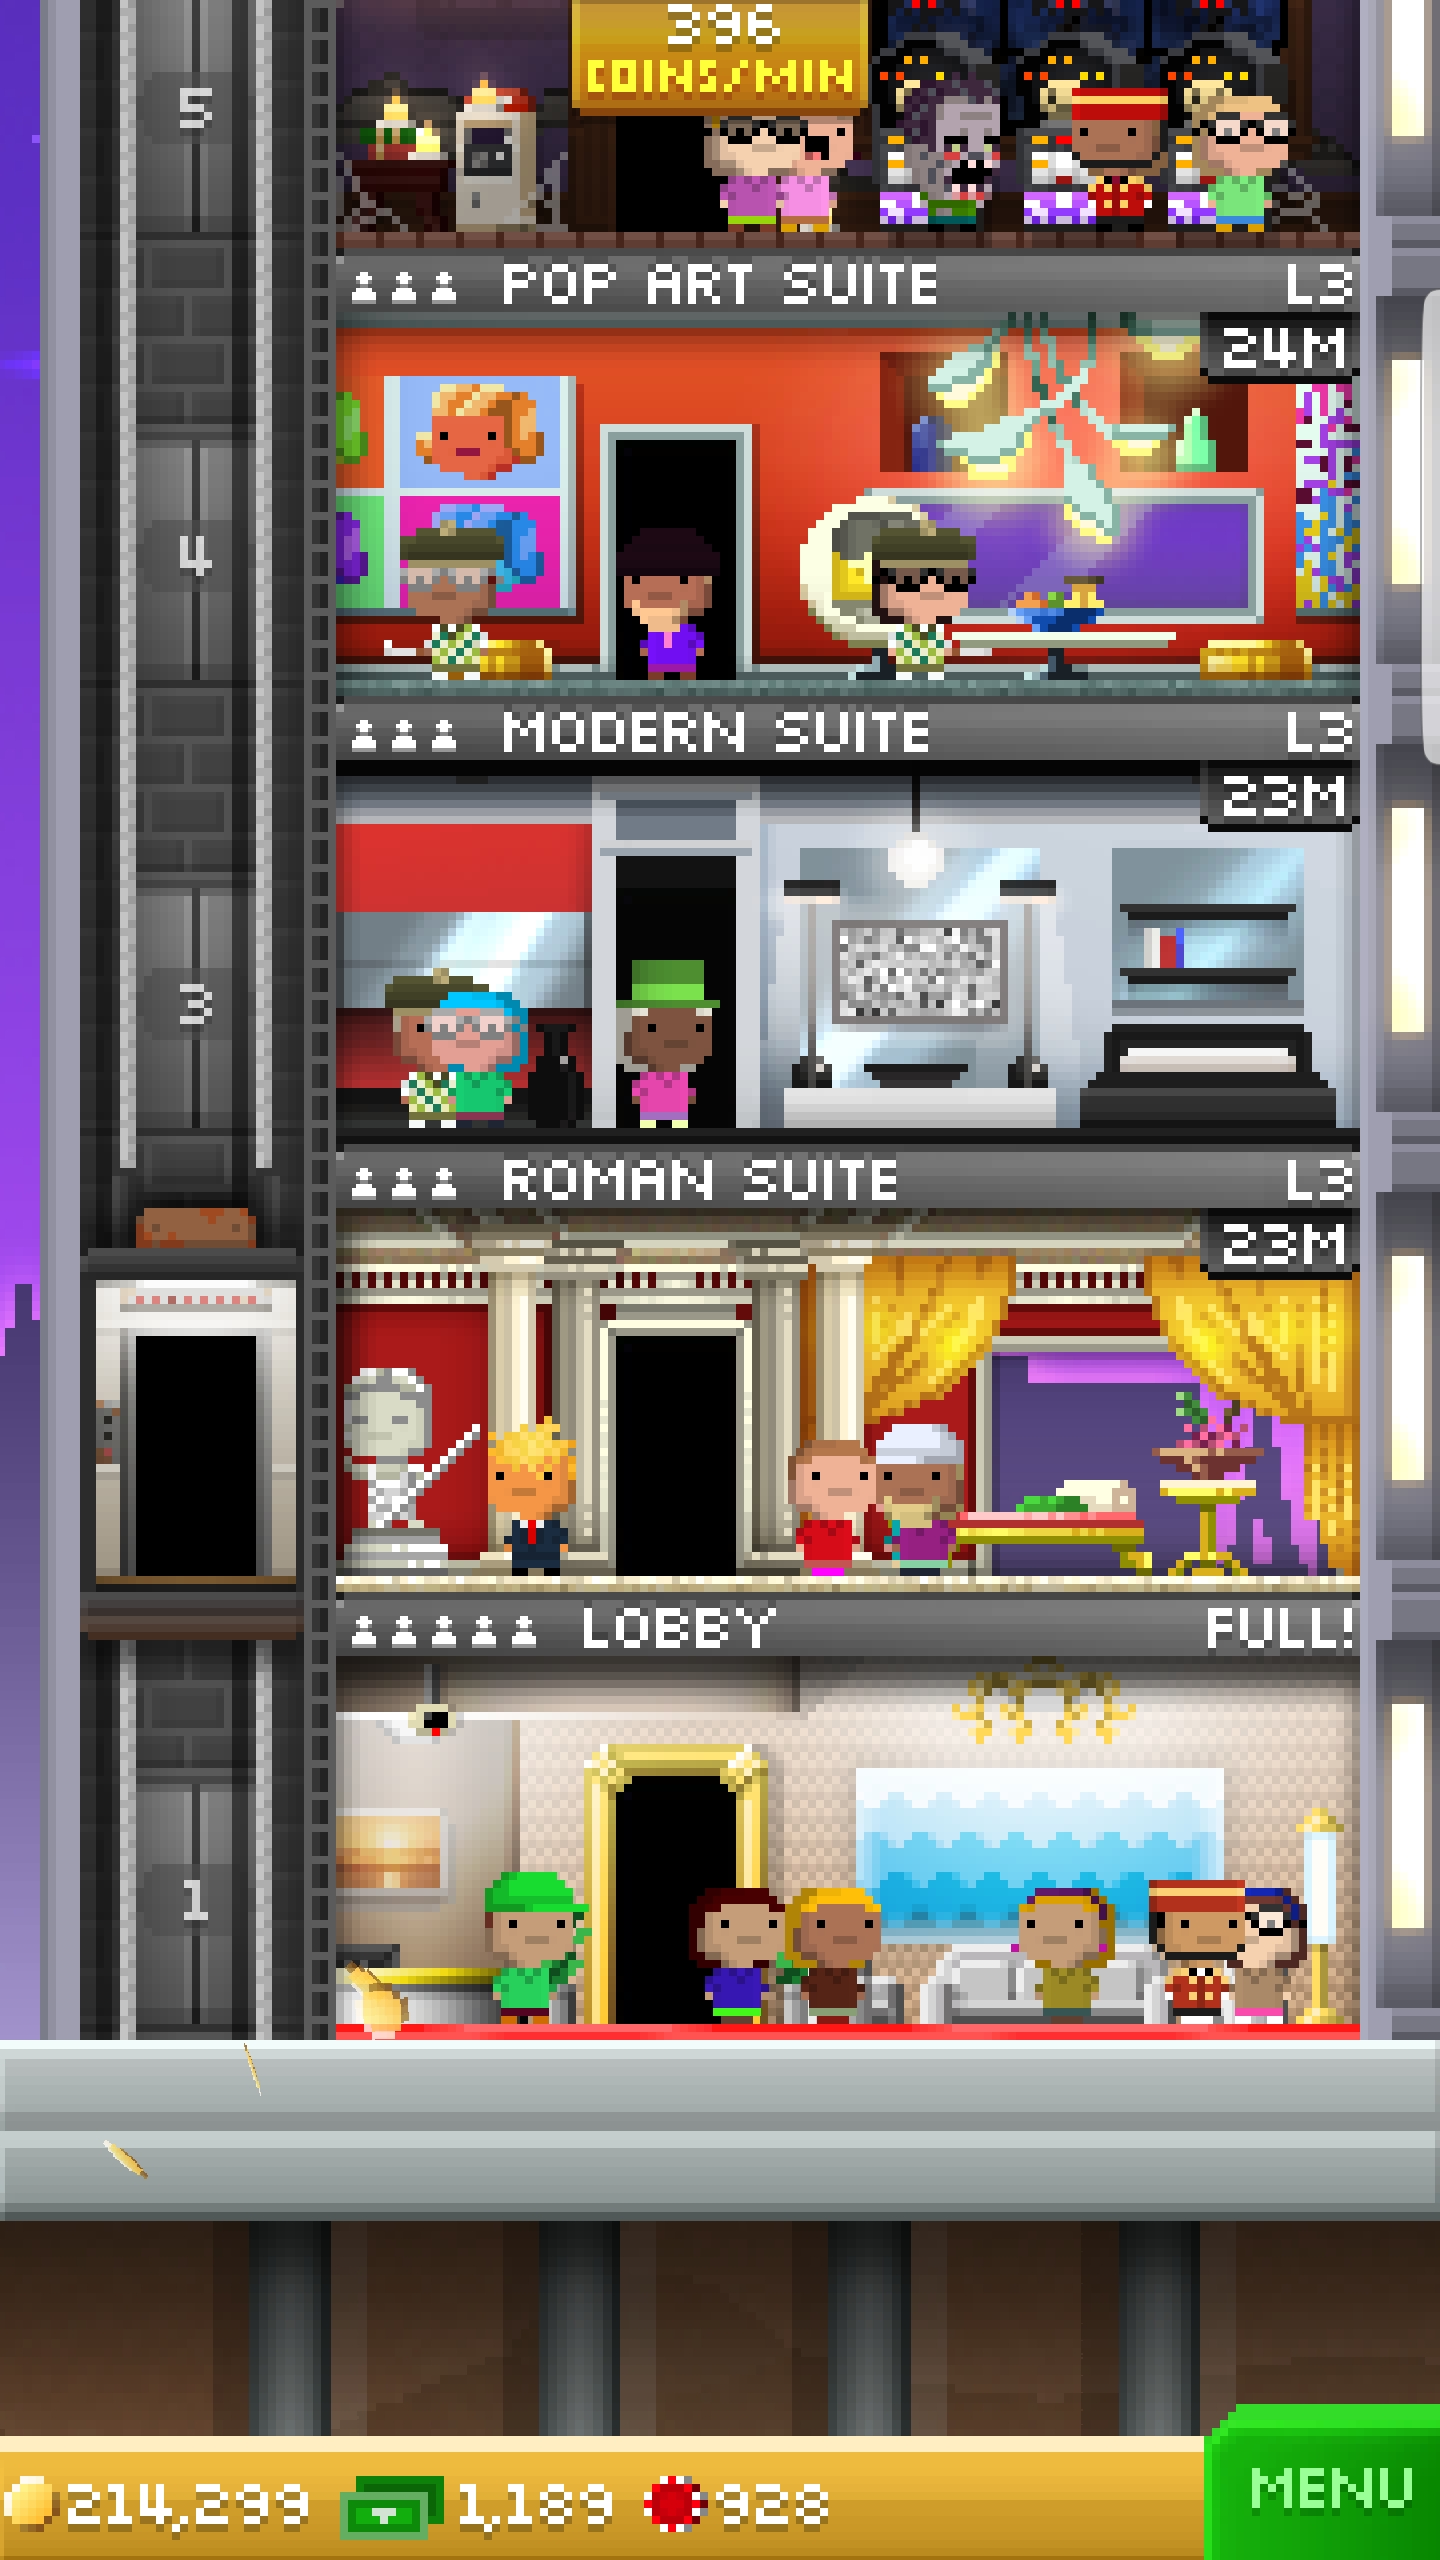 396
COINS/MIN
5
POP ART SUITE L3
24M
4
MODERN SUITE L3
23M
3
ROMAN SUITE L3
23M
LOBBY FULL!
1
214,299 1,189 928
MENU